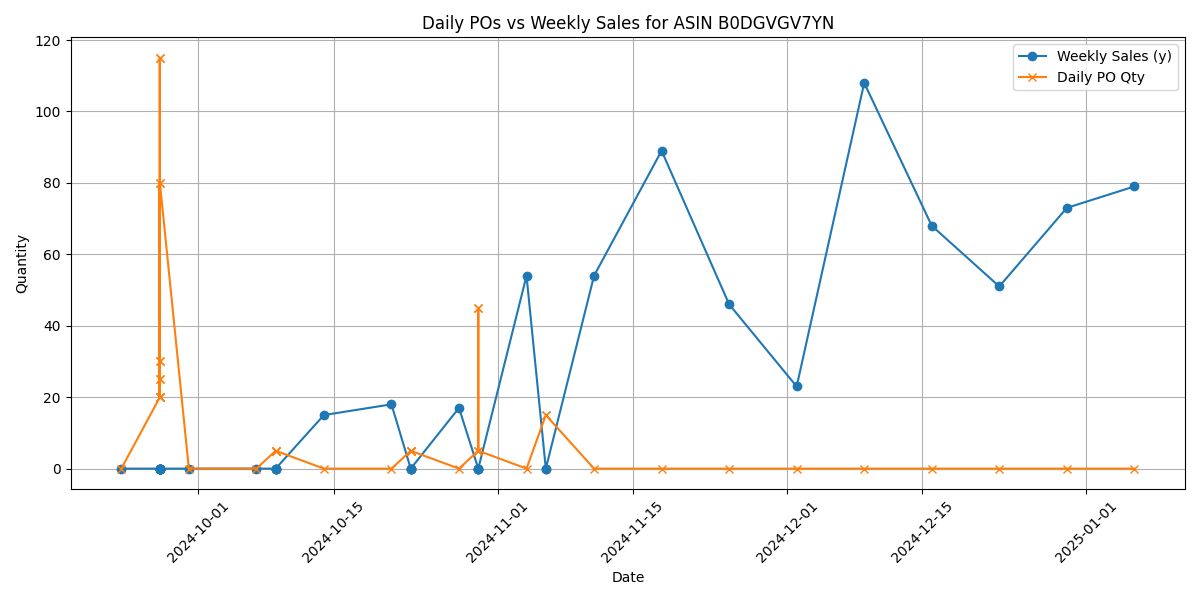 Daily POs vs Weekly Sales for ASIN B0DGVGV7YN
Weekly Sales (y)
Daily PO Qty
120
100
80
60
40
20
0
Quantity
2024-10-01
2024-10-15
2024-11-01
2024-11-15
2024-12-01
2024-12-15
2025-01-01
Date